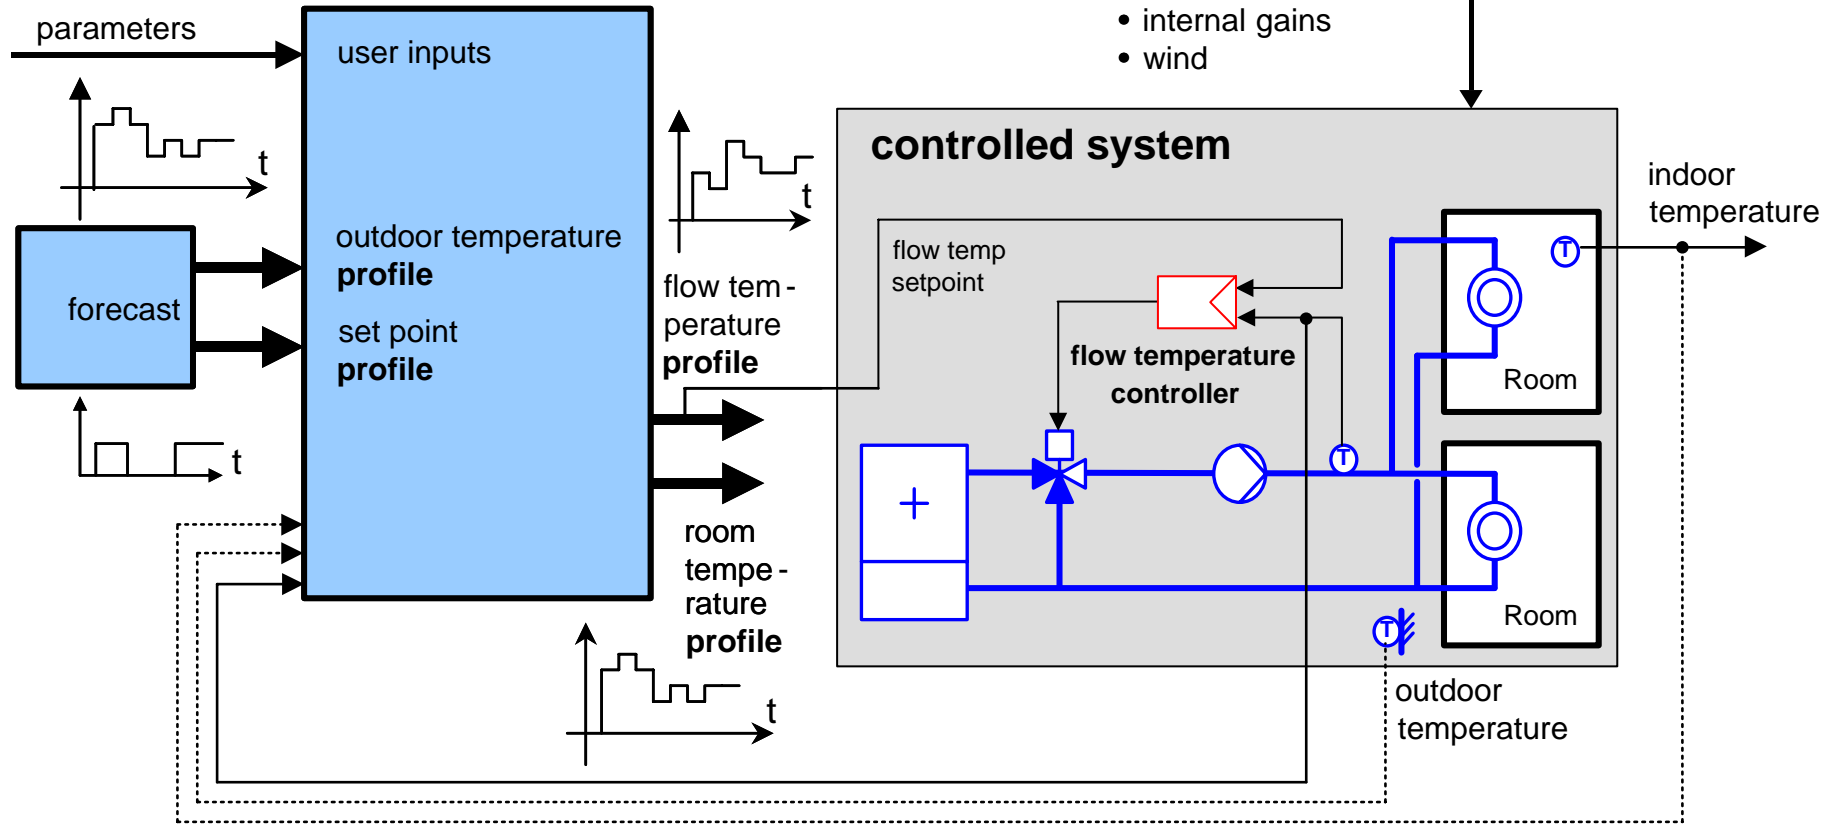 parameters
user inputs
• internal gains
• wind
t
t
controlled system
indoor
temperature
T
outdoor temperature
profile
forecast
set point
profile
flow tem -
perature
profile
flow temp
setpoint
flow temperature
controller
Room
t
+
T
room
tempe -
rature
profile
Room
T
t
outdoor
temperature